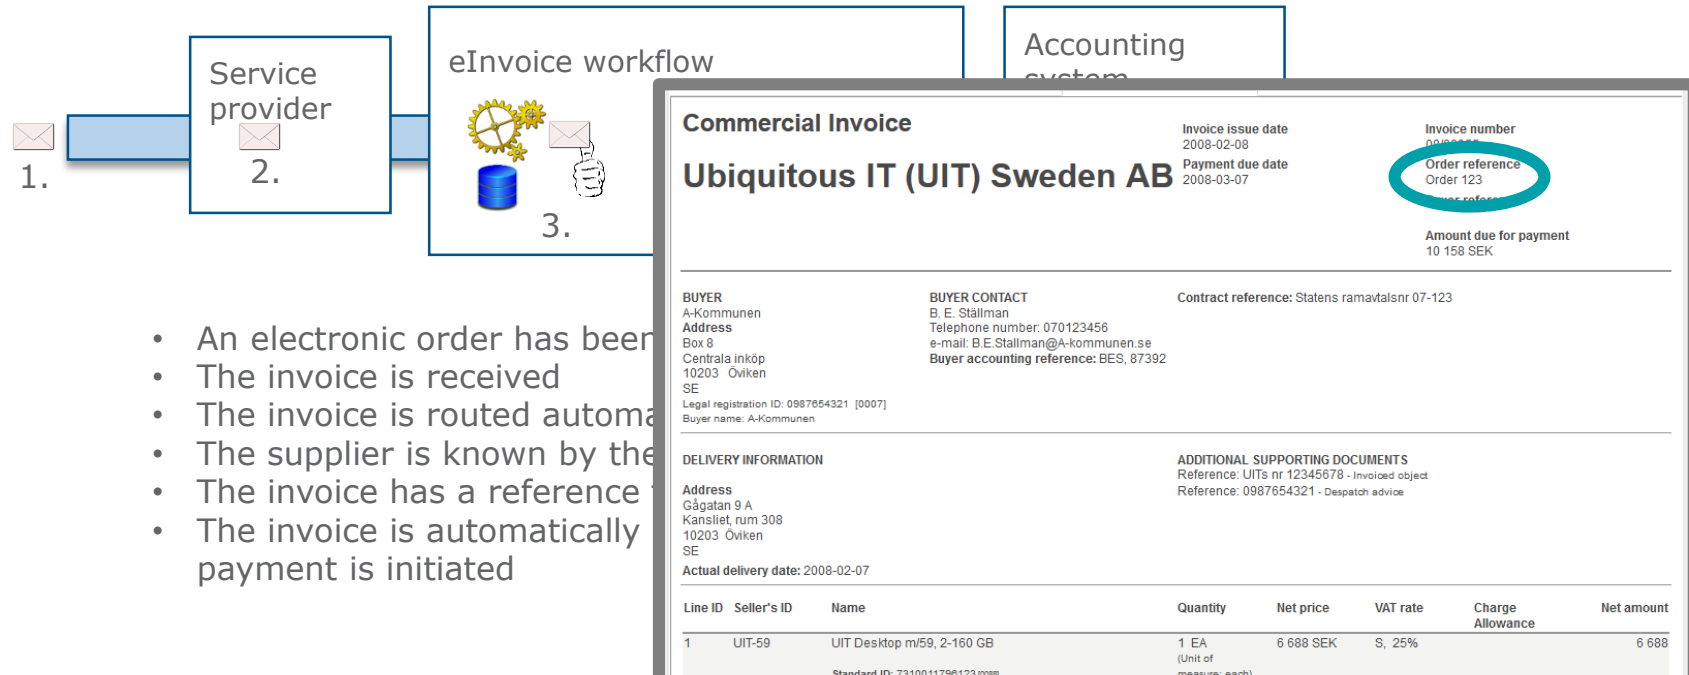 Service
provider
eInvoice workflow
Accounting
system
1.
2.
3.
• An electronic order has been
• The invoice is received
• The invoice is routed
• The supplier is known by the
• The invoice has a reference
• The invoice is automatically
payment is initiated
Commercial Invoice
Ubiquitous IT (UIT) Sweden AB
Invoice issue date
2008-02-08
Payment due date
2008-03-07
Invoice number
Order reference
Order 123
Amount due for payment
10 158 SEK
BUYER
A-Kommunen
Address
Box 8
Centrala inköp
10203 Öviken
SE
Legal registration ID: 0987654321 [0007]
Buyer name: A-Kommunen
BUYER CONTACT
B. E. Ställman
Telephone number: 070123456
e-mail: B.E.Stallman@A-kommunen.se
Buyer accounting reference: BES, 87392
Contract reference: Statens ramavtalsnr 07-123
DELIVERY INFORMATION
Address
Gågatan 9 A
Kansliet, rum 308
10203 Öviken
SE
Actual delivery date: 2008-02-07
ADDITIONAL SUPPORTING DOCUMENTS
Reference: UITs nr 12345678 - Invoiced object
Reference: 0987654321 - Despatch advice
Line ID Seller's ID Name Quantity Net price VAT rate Charge Net amount
Allowance
1 UIT-59 UIT Desktop m/59, 2-160 GB 1 EA 6 688 SEK S, 25% 6 688
(Unit of
measure: each)
Standard ID: 7310011796123 [0088]